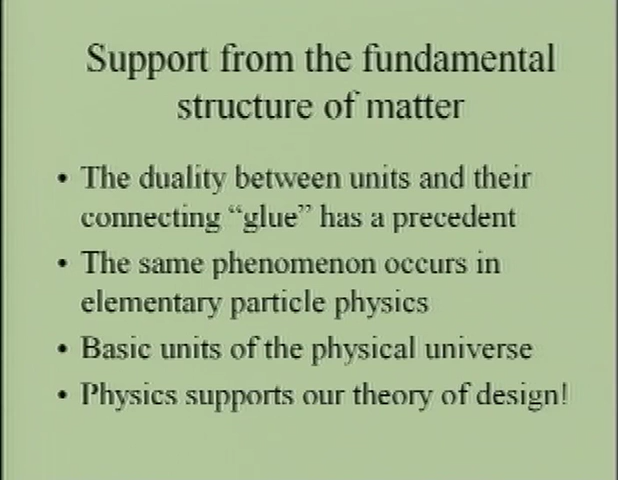 Support from the fundamental
structure of matter
• The duality between units and their
connecting “glue” has a precedent
• The same phenomenon occurs in
elementary particle physics
• Basic units of the physical universe
• Physics supports our theory of design!